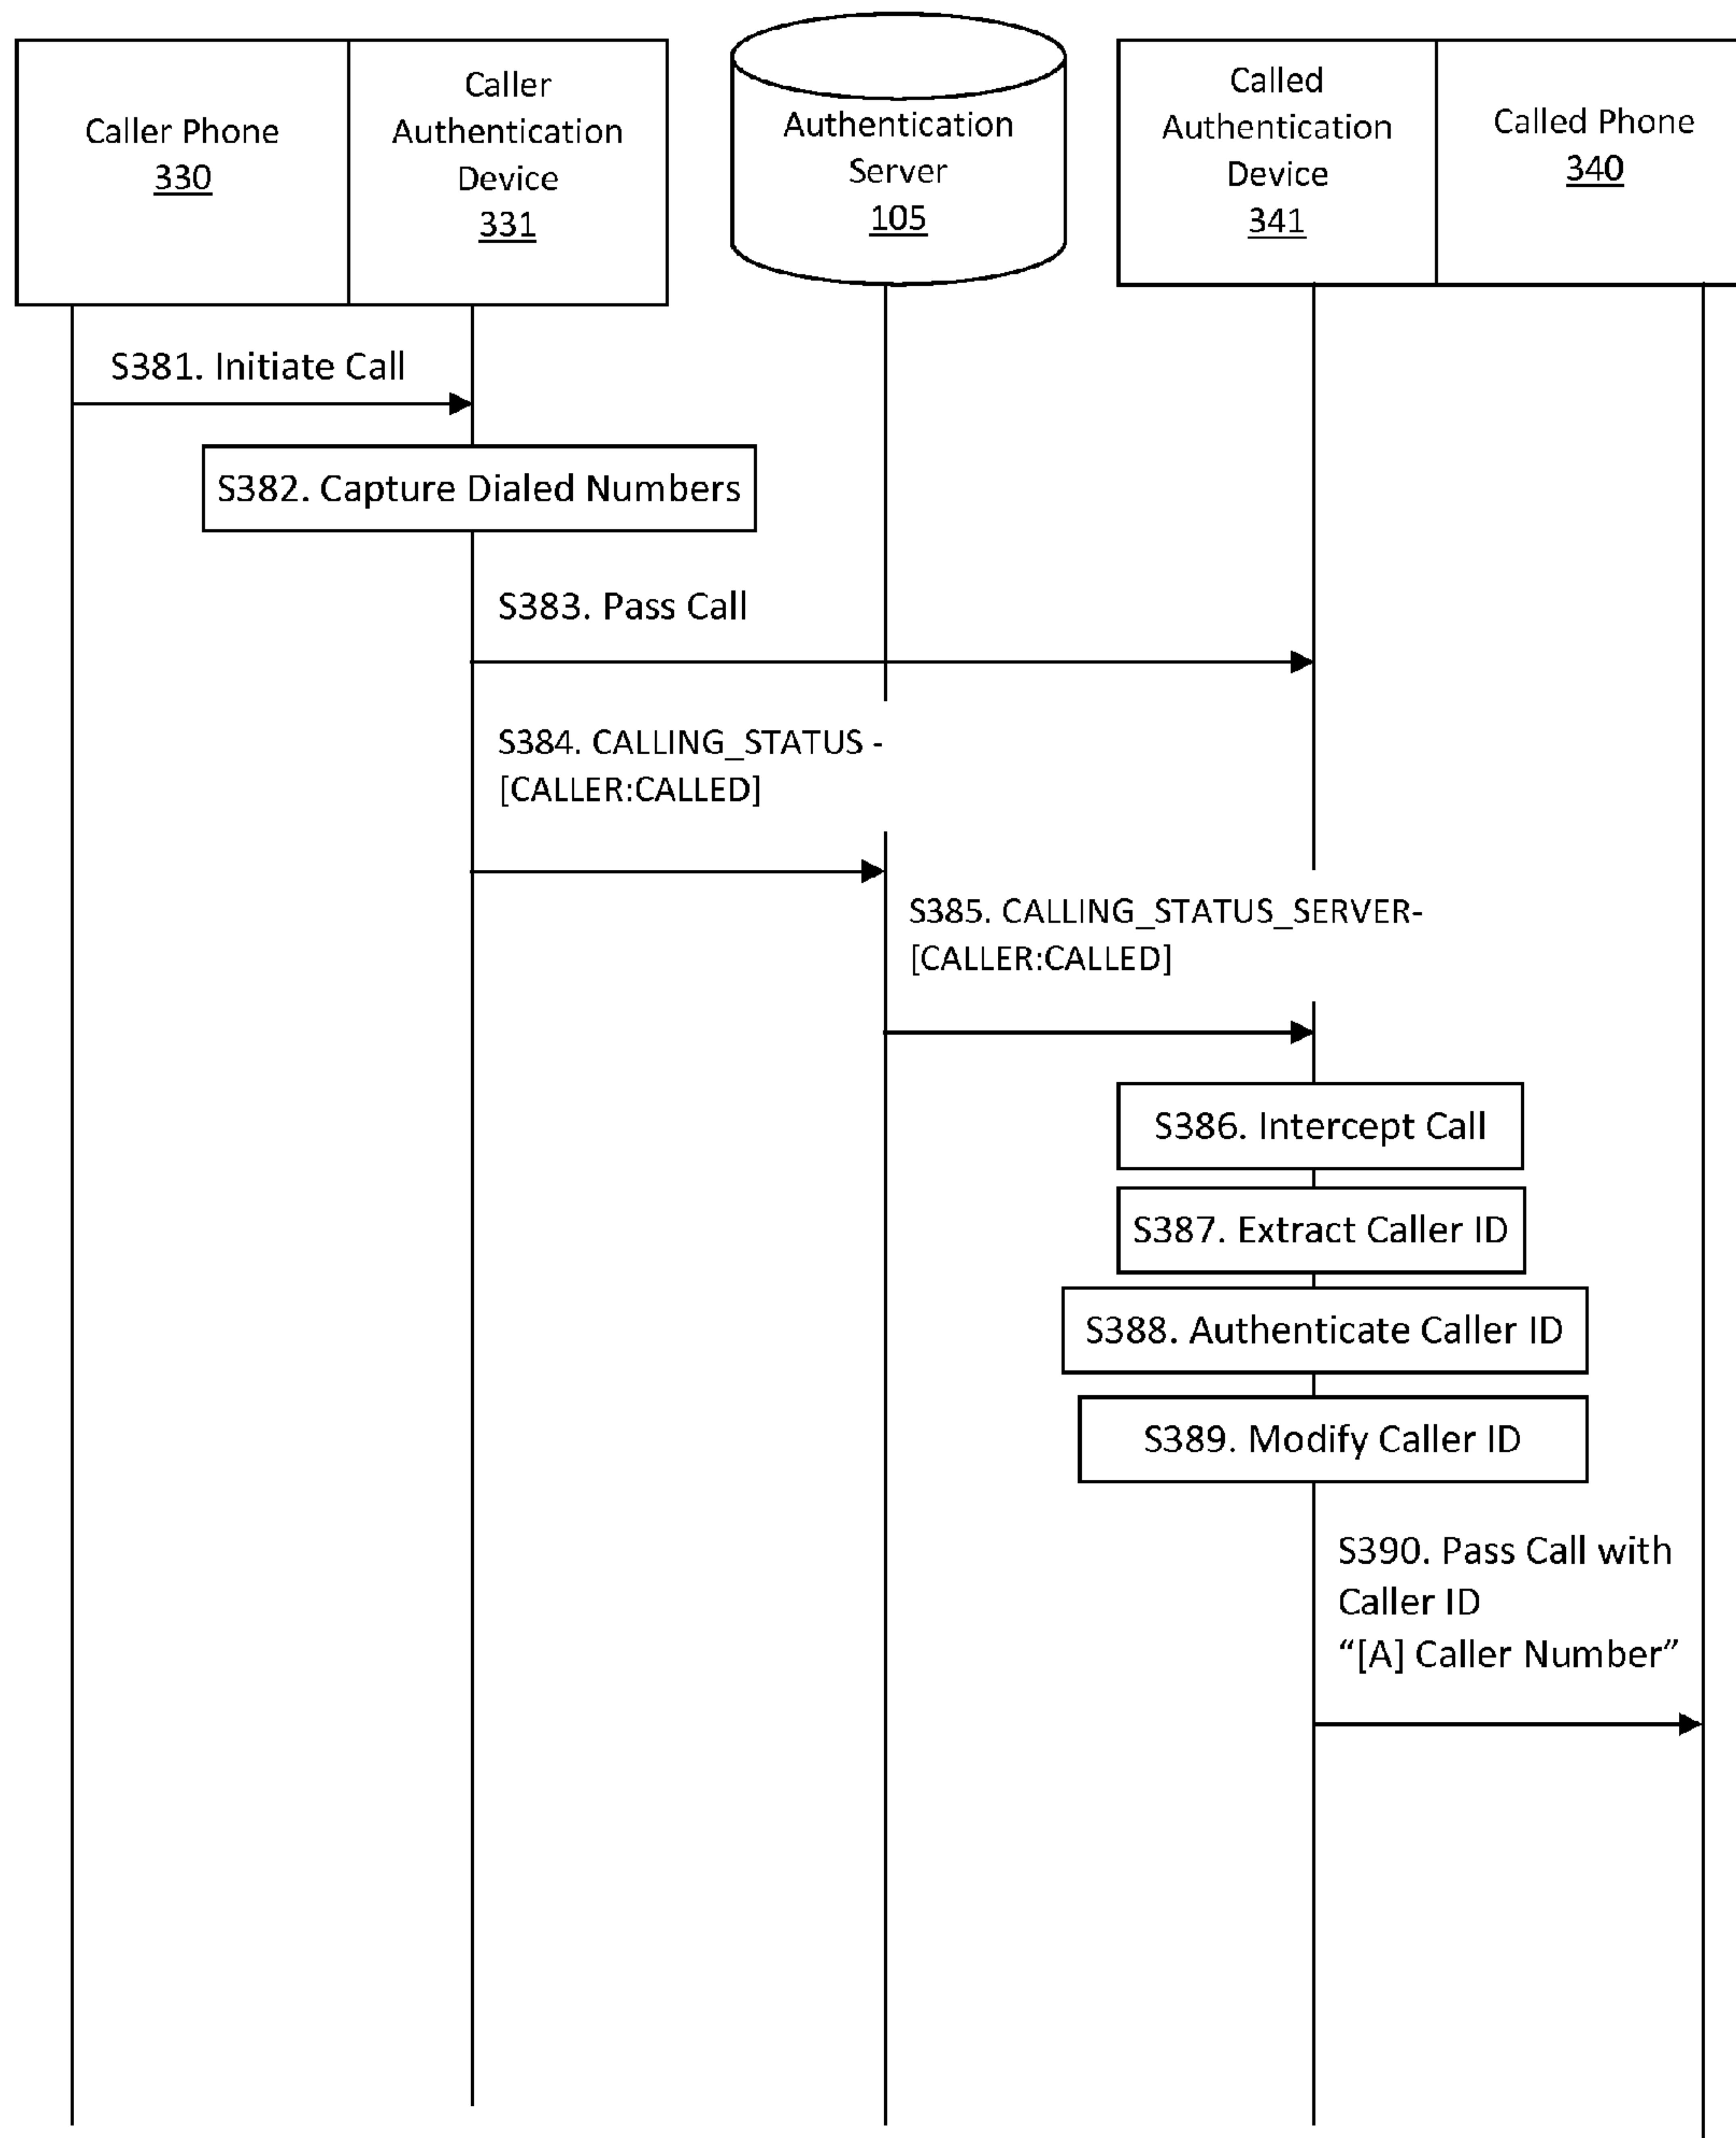 Caller Phone
330
Caller
Authentication
Device
331
Authentication
Server
105
Called
Authentication
Device
341
Called Phone
340
S381. Initiate Call
S382. Capture Dialed Numbers
S383. Pass Call
S384. CALLING_STATUS -
[CALLER:CALLED]
S385. CALLING_STATUS_SERVER-
[CALLER:CALLED]
S386. Intercept Call
S387. Extract Caller ID
S388. Authenticate Caller ID
S389. Modify Caller ID
S390. Pass Call with
Caller ID
“[A] Caller Number”